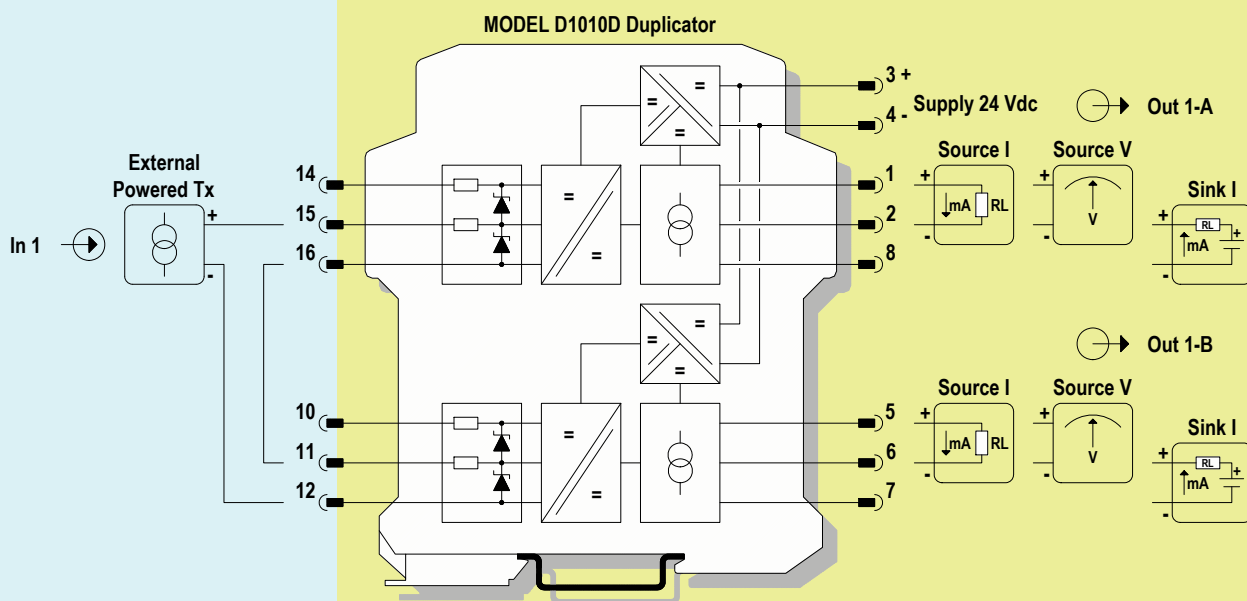 MODEL D1010D Duplicator
3 +
Supply 24 Vdc
4 -
Out 1-A
External
Powered Tx
In 1
+
-
14
15
16
=
=
=
=
=
1
2
8
Source I
+
mA
RL
-
Source V
+
V
-
Sink I
+
RL
+
mA
-
=
=
=
Out 1-B
10
11
12
=
=
5
6
7
Source I
+
mA
RL
-
Source V
+
V
-
Sink I
+
RL
+
mA
-